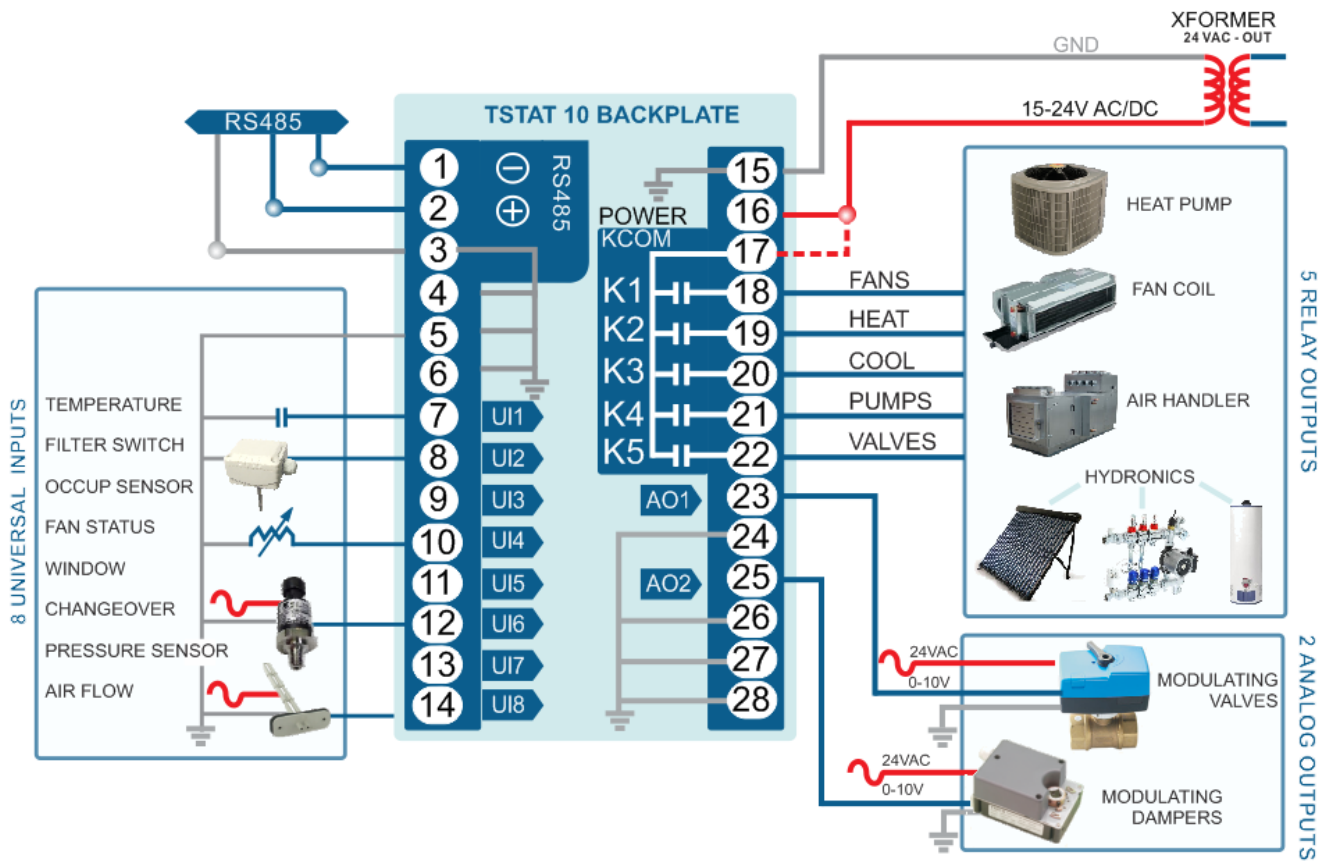 XFORMER
24 VAC - OUT
GND
15-24V AC/DC
RS485
TSTAT 10 BACKPLATE
1
2
3
4
5
6
7
8
9
10
11
12
13
14
RS485
UI1
UI2
UI3
UI4
UI5
UI6
UI7
UI8
POWER
KCOM
K1
K2
K3
K4
K5
AO1
AO2
15
16
17
18
19
20
21
22
23
24
25
26
27
28
FANS
HEAT
COOL
PUMPS
VALVES
8 UNIVERSAL INPUTS
TEMPERATURE
FILTER SWITCH
OCCUP SENSOR
FAN STATUS
WINDOW
CHANGEOVER
PRESSURE SENSOR
AIR FLOW
HEAT PUMP
FAN COIL
AIR HANDLER
HYDRONICS
5 RELAY OUTPUTS
24VAC
0-10V
MODULATING
VALVES
24VAC
0-10V
MODULATING
DAMPERS
2 ANALOG OUTPUTS